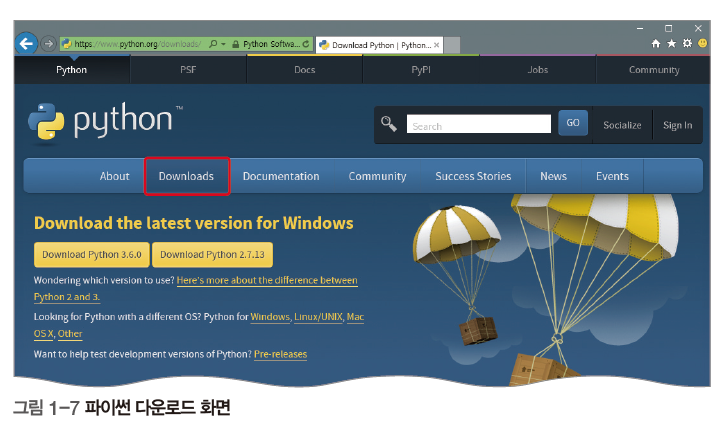 https://www.python.org/downloads/ Python Softwa... Download Python | Python...
Python PSF Docs PyPI Jobs Community
python™
Search GO Socialize Sign In
About Downloads Documentation Community Success Stories News Events
Download the latest version for Windows
Download Python 3.6.0 Download Python 2.7.13
Wondering which version to use? Here's more about the difference between
Python 2 and 3.
Looking for Python with a different OS? Python for Windows, Linux/UNIX, Mac
OS X, Other
Want to help test development versions of Python? Pre-releases
그림 1-7 파이썬 다운로드 화면